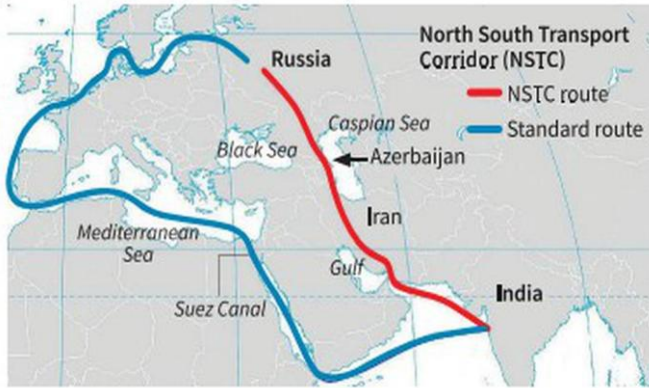 North South Transport
Corridor (NSTC)
NSTC route
Standard route
Russia
Caspian Sea
Black Sea
Azerbaijan
Iran
Mediterranean
Sea
Gulf
Suez Canal
India